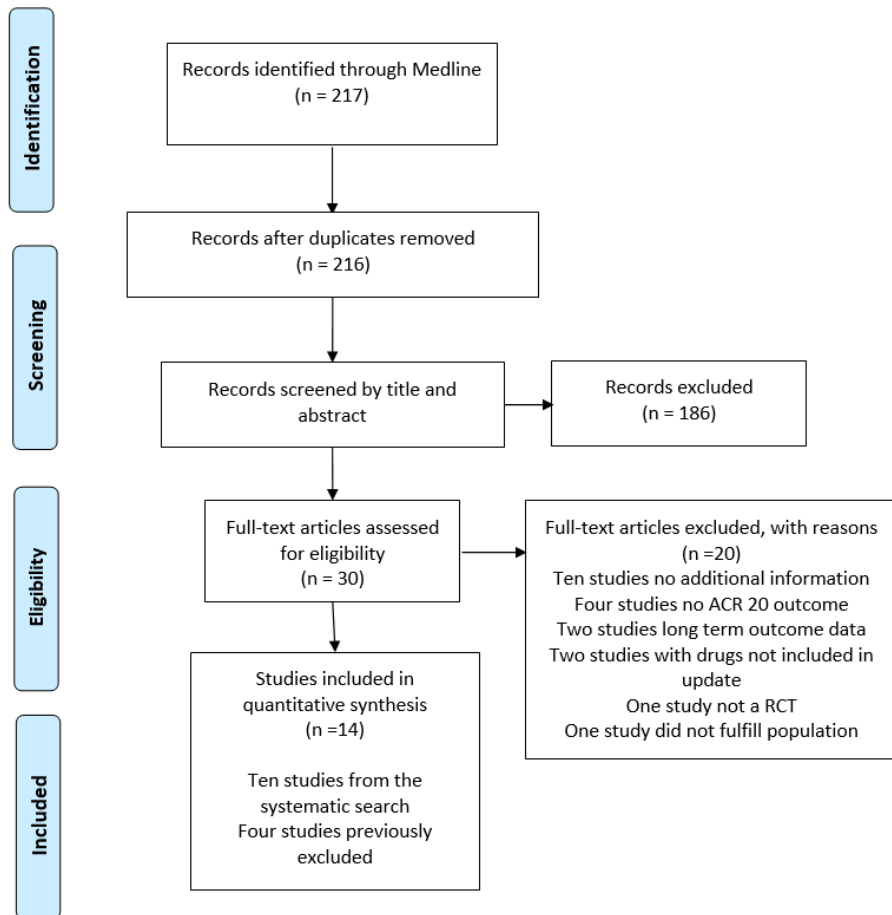 Identification
Records identified through Medline
(n = 217)
Records after duplicates removed
(n = 216)
Screening
Records screened by title and
abstract
Records excluded
(n = 186)
Eligibility
Full-text articles assessed
for eligibility
(n = 30)
Full-text articles excluded, with reasons
(n =20)
Ten studies no additional information
Four studies no ACR 20 outcome
Two studies long term outcome data
Two studies with drugs not included in
update
One study not a RCT
One study did not fulfill population
Included
Studies included in
quantitative synthesis
(n =14)
Ten studies from the
systematic search
Four studies previously
excluded